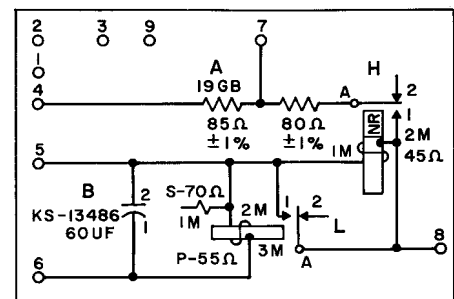 2 3 9 7
1 A H
4 19GB A 2
85Ω 80Ω 1
±1% ±1% NR 2M
5 1M 45Ω
B 2 S-70Ω 1 2
KS-13486 1M 2M L
60UF 1 3M A 8
6 P-55Ω